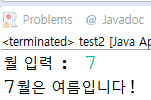 Problems @ Javadoc
<terminated> test2 [Java Ap
월 입력 : 7
7월은 여름입니다!